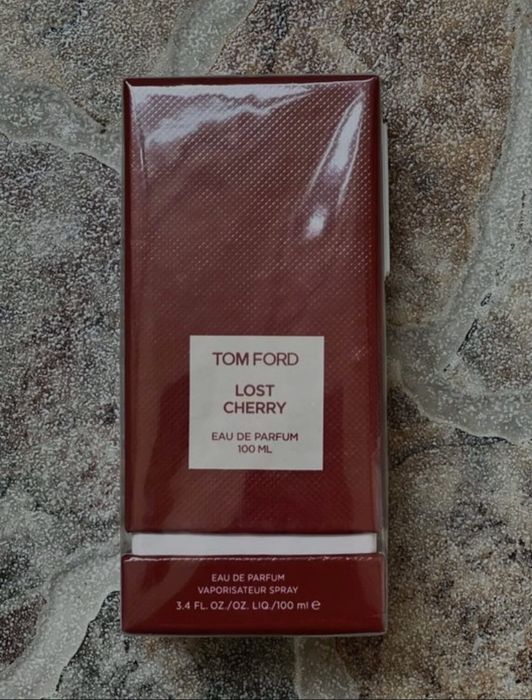 TOM FORD
LOST
CHERRY
EAU DE PARFUM
100 ML
EAU DE PARFUM
VAPORISATEUR SPRAY
3.4 FL. OZ./OZ. LIQ./100 ml ℮